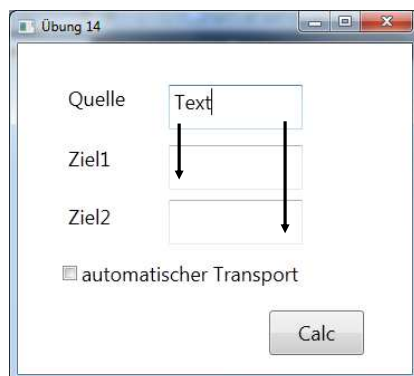 Übung 14
Quelle Text
Ziel1
Ziel2
automatischer Transport
Calc